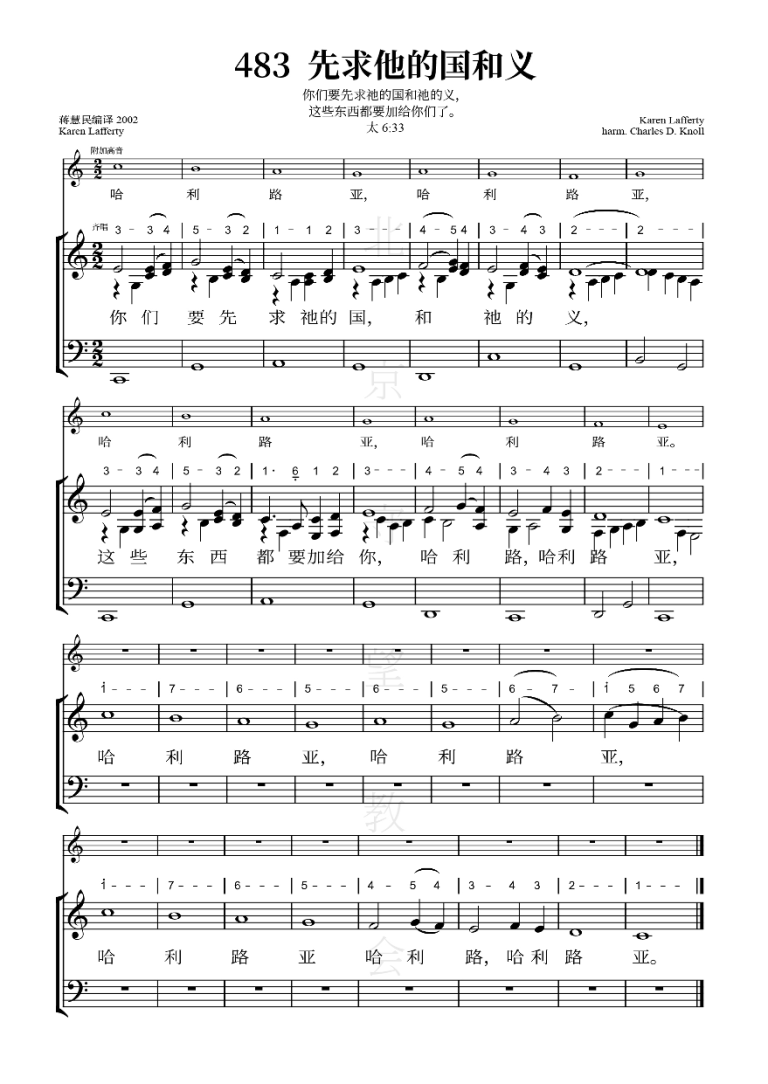 483 先求他的国和义
你们要先求祂的国和祂的义,
这些东西都要加给你们了。
太 6:33
蒋慧民编译 2002
Karen Lafferty
Karen Lafferty
harm. Charles D. Knoll
附加高音
哈 利 路 亚, 哈 利 路 亚,
齐唱 3 - 3 4 | 5 - 3 2 | 1 - 1 2 | 3 - - - | 4 - 5 4 | 3 - 4 3 | 2 - - - | 2 - - - |
你 们 要 先 求 祂的 国, 和 祂 的 义,
哈 利 路 亚, 哈 利 路 亚。
3 - 3 4 | 5 - 3 2 | 1· 6̣ 1 2 | 3 - - - | 4 - 5 4 | 3 - 4 3 | 2 - - - | 1 - - - |
这 些 东 西 都 要加给 你, 哈 利 路, 哈利 路 亚,
i - - - | 7 - - - | 6 - - - | 5 - - - | 6 - - - | 5 - - - | 6 - 7 - | i 5 6 7 |
哈 利 路 亚, 哈 利 路 亚,
i - - - | 7 - - - | 6 - - - | 5 - - - | 4 - 5 4 | 3 - 4 3 | 2 - - - | 1 - - - ||
哈 利 路 亚 哈 利 路, 哈 利 路 亚。
北
京
守
望
教
会